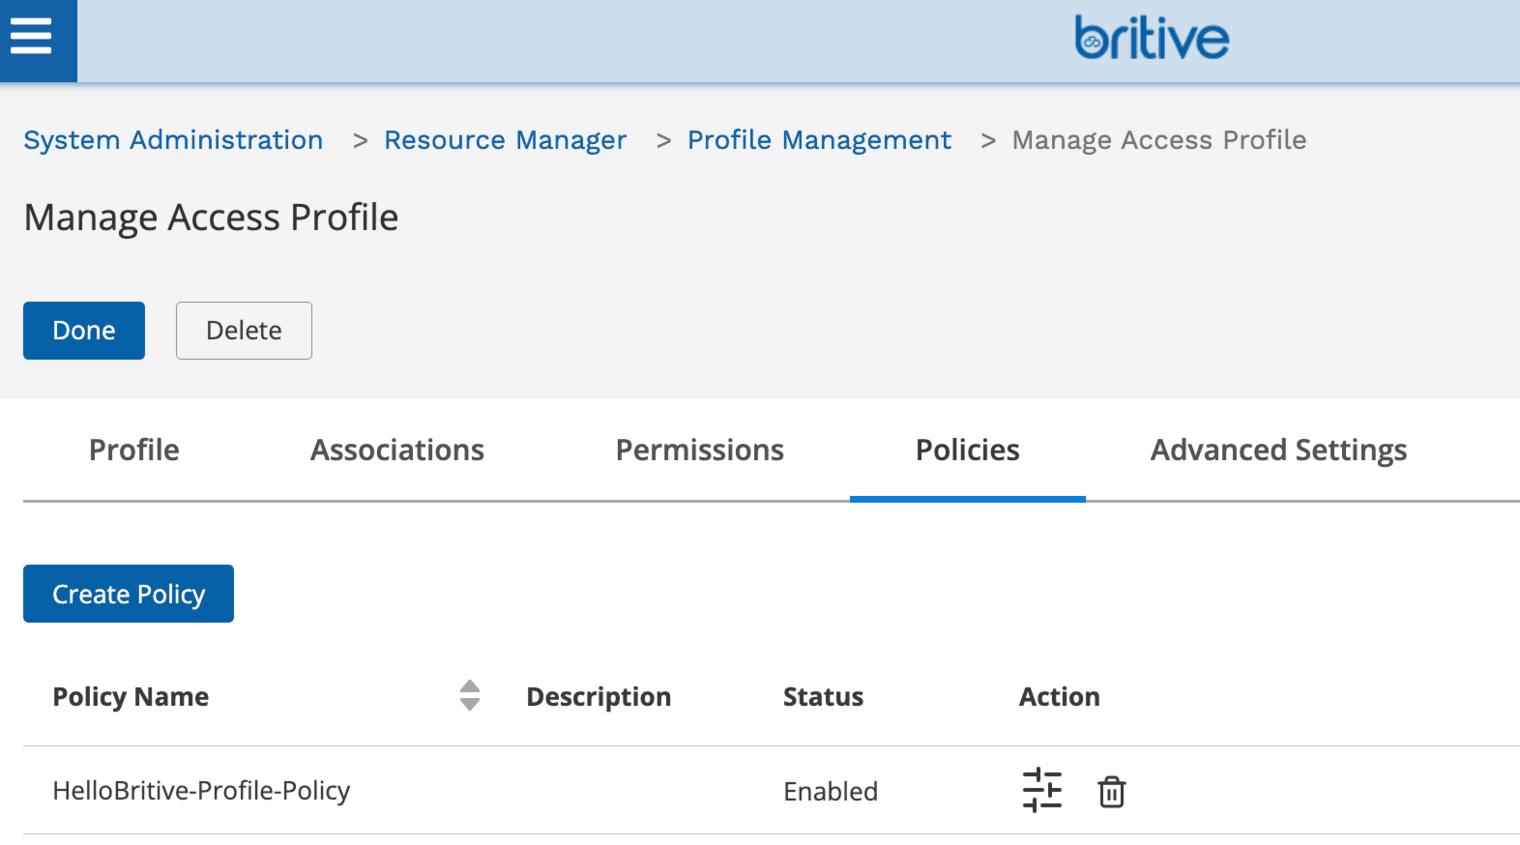 britive
System Administration > Resource Manager > Profile Management > Manage Access Profile
Manage Access Profile
Done Delete
Profile Associations Permissions Policies Advanced Settings
Create Policy
Policy Name Description Status Action
HelloBritive-Profile-Policy Enabled